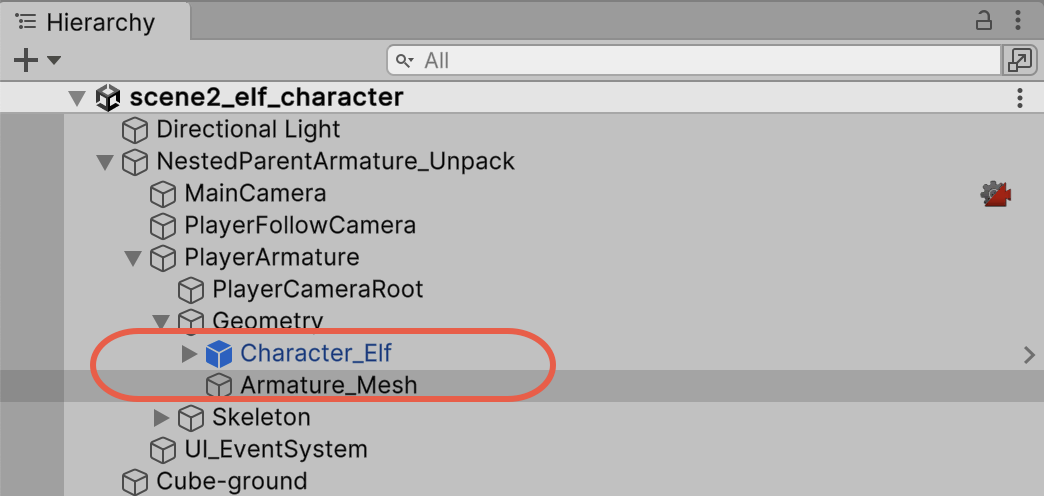 Hierarchy
All
scene2_elf_character
Directional Light
NestedParentArmature_Unpack
MainCamera
PlayerFollowCamera
PlayerArmature
PlayerCameraRoot
Geometry
Character_Elf
Armature_Mesh
Skeleton
UI_EventSystem
Cube-ground